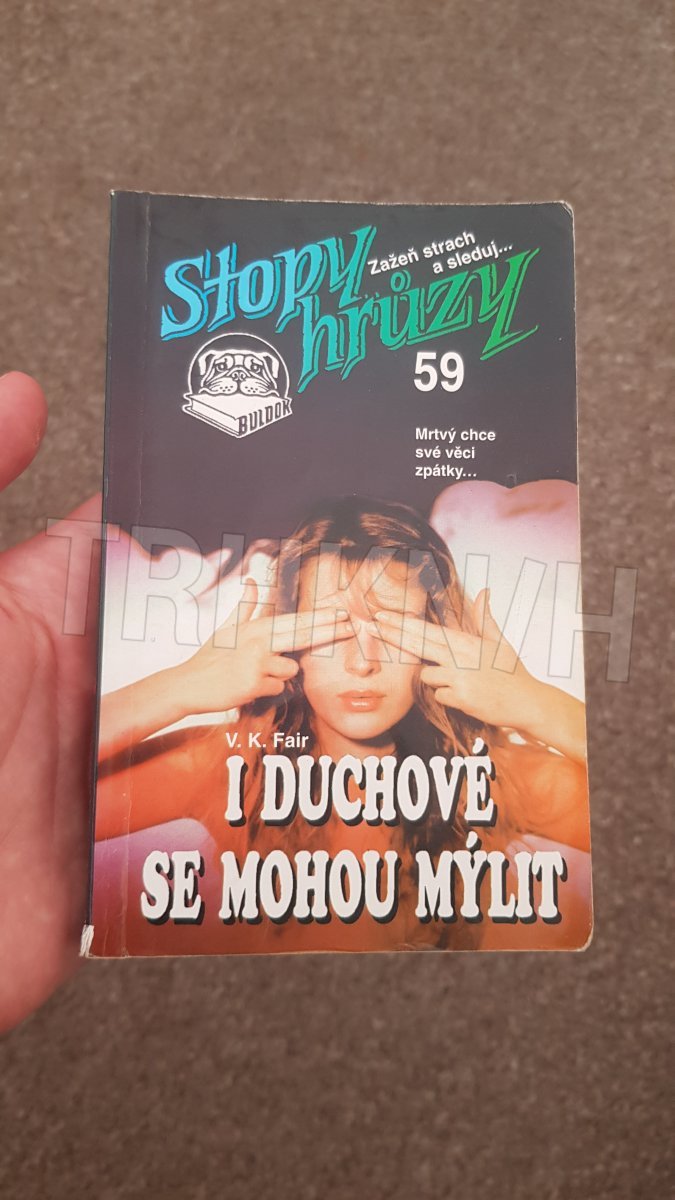 Stopy
hrůzy
Zažeň strach
a sleduj...
59
BULDOK
Mrtvý chce
své věci
zpátky...
TRHKNIH
V. K. Fair
I DUCHOVÉ
SE MOHOU MÝLIT